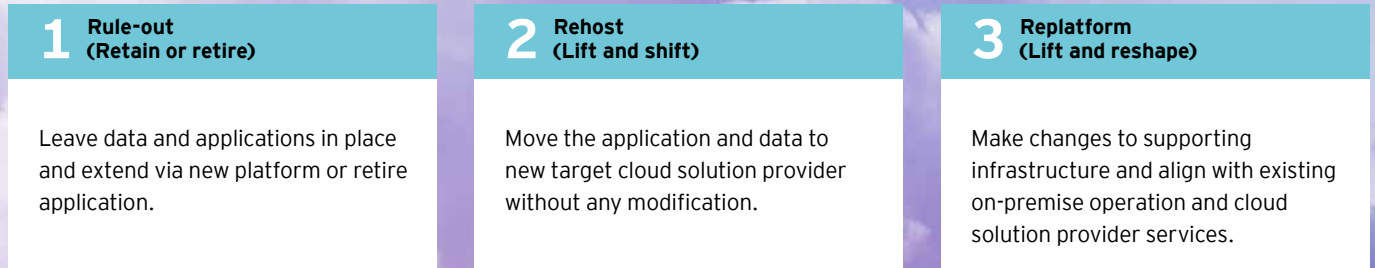 1
Rule-out
(Retain or retire)
Leave data and applications in place
and extend via new platform or retire
application.
2
Rehost
(Lift and shift)
Move the application and data to
new target cloud solution provider
without any modification.
3
Replatform
(Lift and reshape)
Make changes to supporting
infrastructure and align with existing
on-premise operation and cloud
solution provider services.